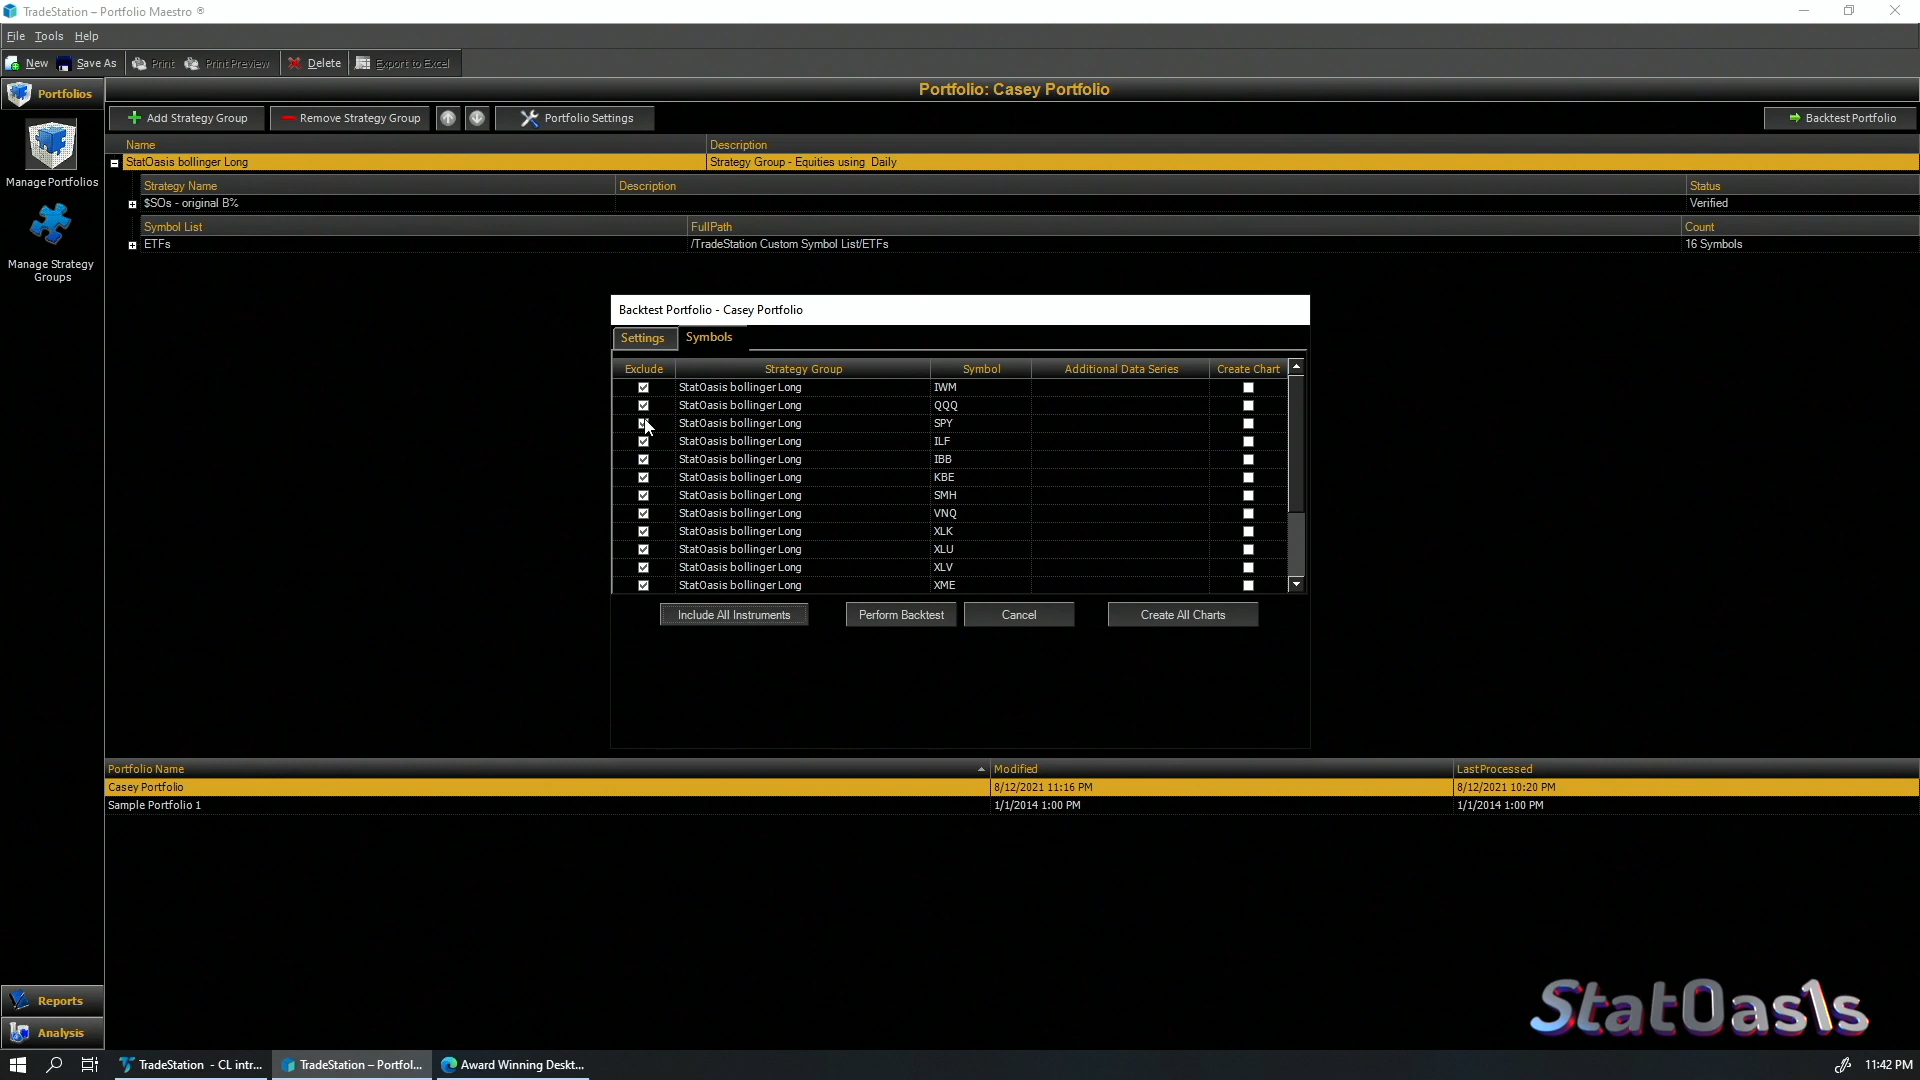 TradeStation – Portfolio Maestro ®
File Tools Help
New Save As Print Print Preview Delete Export to Excel
Portfolios
Portfolio: Casey Portfolio
Add Strategy Group Remove Strategy Group Portfolio Settings Backtest Portfolio
Manage Portfolios
Manage Strategy
Groups
Name Description
StatOasis bollinger Long Strategy Group - Equities using Daily
Strategy Name Description Status
$SOs - original B% Verified
Symbol List FullPath Count
ETFs /TradeStation Custom Symbol List/ETFs 16 Symbols
Backtest Portfolio - Casey Portfolio
Settings Symbols
Exclude Strategy Group Symbol Additional Data Series Create Chart
StatOasis bollinger Long IWM
StatOasis bollinger Long QQQ
StatOasis bollinger Long SPY
StatOasis bollinger Long ILF
StatOasis bollinger Long IBB
StatOasis bollinger Long KBE
StatOasis bollinger Long SMH
StatOasis bollinger Long VNQ
StatOasis bollinger Long XLK
StatOasis bollinger Long XLU
StatOasis bollinger Long XLV
StatOasis bollinger Long XME
Include All Instruments Perform Backtest Cancel Create All Charts
Portfolio Name Modified LastProcessed
Casey Portfolio 8/12/2021 11:16 PM 8/12/2021 10:20 PM
Sample Portfolio 1 1/1/2014 1:00 PM 1/1/2014 1:00 PM
Reports
Analysis
StatOas1s
TradeStation - CL intr... TradeStation – Portfol... Award Winning Deskt... 11:42 PM